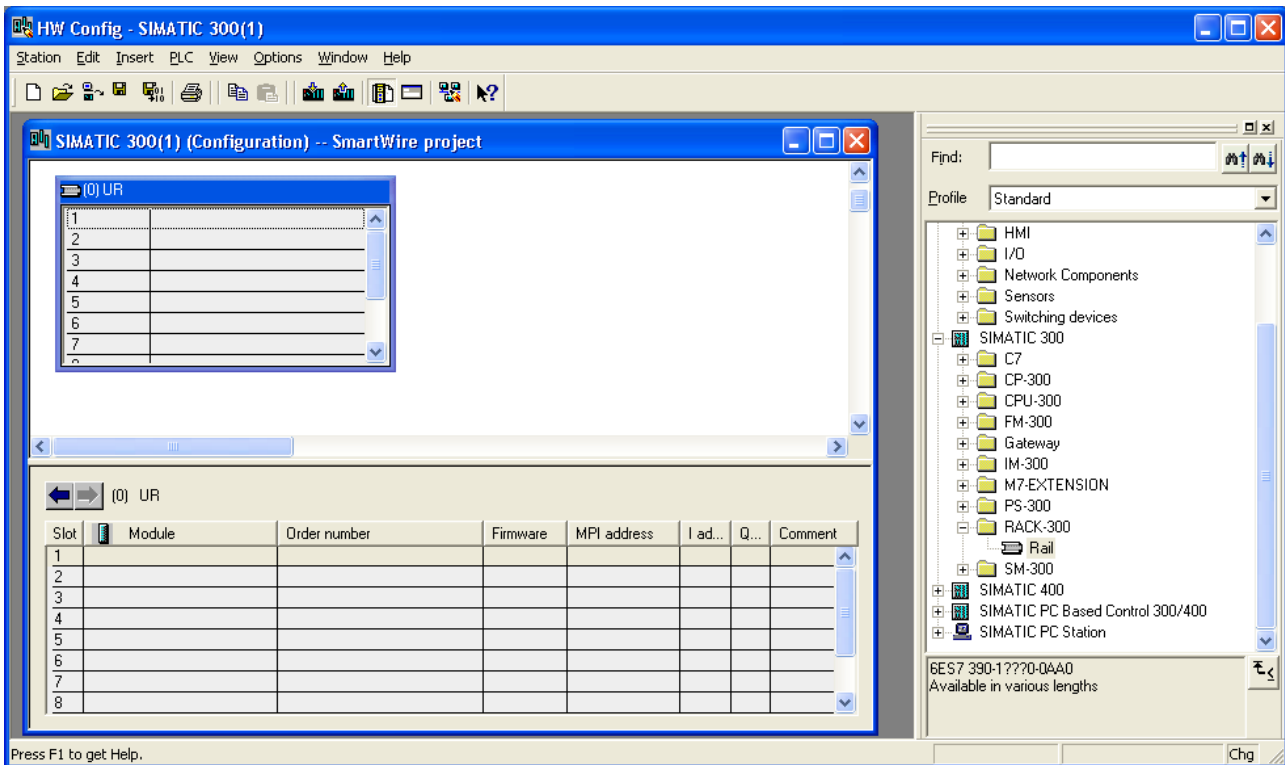 HW Config - SIMATIC 300(1)
Station Edit Insert PLC View Options Window Help
SIMATIC 300(1) (Configuration) -- SmartWire project
(0) UR
1
2
3
4
5
6
7
(0) UR
Slot Module Order number Firmware MPI address I ad... Q... Comment
1
2
3
4
5
6
7
8
Find:
Profile Standard
HMI
I/O
Network Components
Sensors
Switching devices
SIMATIC 300
C7
CP-300
CPU-300
FM-300
Gateway
IM-300
M7-EXTENSION
PS-300
RACK-300
Rail
SM-300
SIMATIC 400
SIMATIC PC Based Control 300/400
SIMATIC PC Station
6ES7 390-1???0-0AA0
Available in various lengths
Press F1 to get Help.
Chg